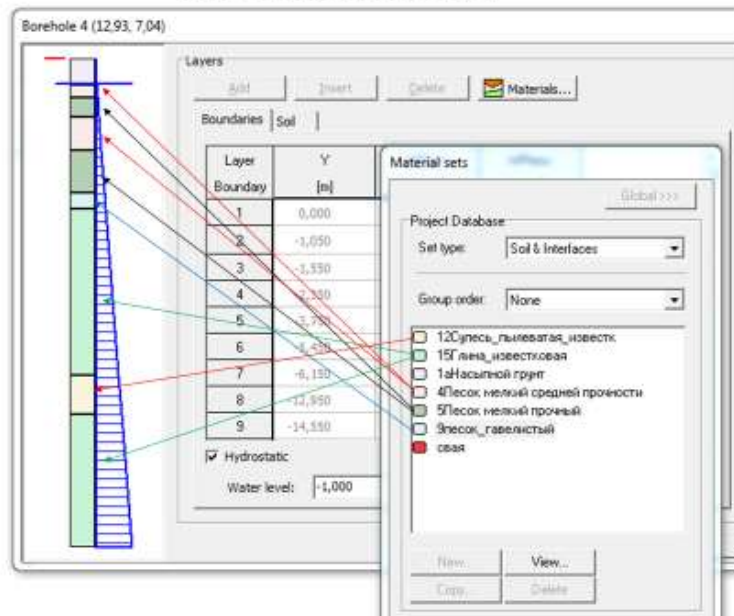 Borehole 4 (12,93, 7,04)
Layers
Add Insert Delete Materials...
Boundaries Soil
Layer Boundary Y [m]
1 0,000
2 -1,050
3 -1,550
4
5
6
7 -6,150
8 -12,950
9 -14,550
Hydrostatic
Water level: -1,000
Material sets
Global >>>
Project Database
Set type: Soil & Interfaces
Group order: None
12Супесь_пылеватая_известк
15Глина_известковая
1аНасыпной грунт
4Песок мелкий средней прочности
5Песок мелкий прочный
9песок_гавелистый
свая
New... View...
Copy... Delete